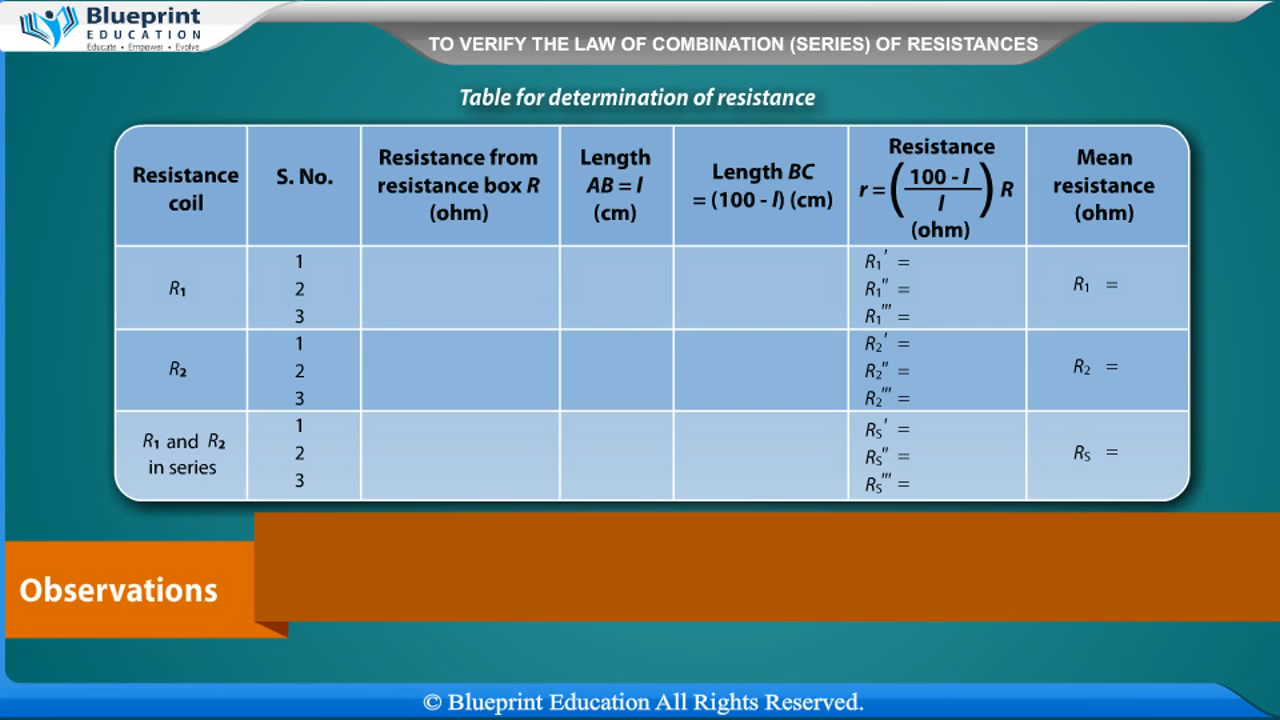 Blueprint
EDUCATION
Educate • Empower • Evolve
TO VERIFY THE LAW OF COMBINATION (SERIES) OF RESISTANCES
Table for determination of resistance
Resistance coil
S. No.
Resistance from resistance box R (ohm)
Length AB = l (cm)
Length BC = (100 - l) (cm)
Resistance r = ((100 - l)/l) R (ohm)
Mean resistance (ohm)
R₁
1
2
3
R₁' =
R₁'' =
R₁''' =
R₁ =
R₂
1
2
3
R₂' =
R₂'' =
R₂''' =
R₂ =
R₁ and R₂
in series
1
2
3
Rₛ' =
Rₛ'' =
Rₛ''' =
Rₛ =
Observations
© Blueprint Education All Rights Reserved.